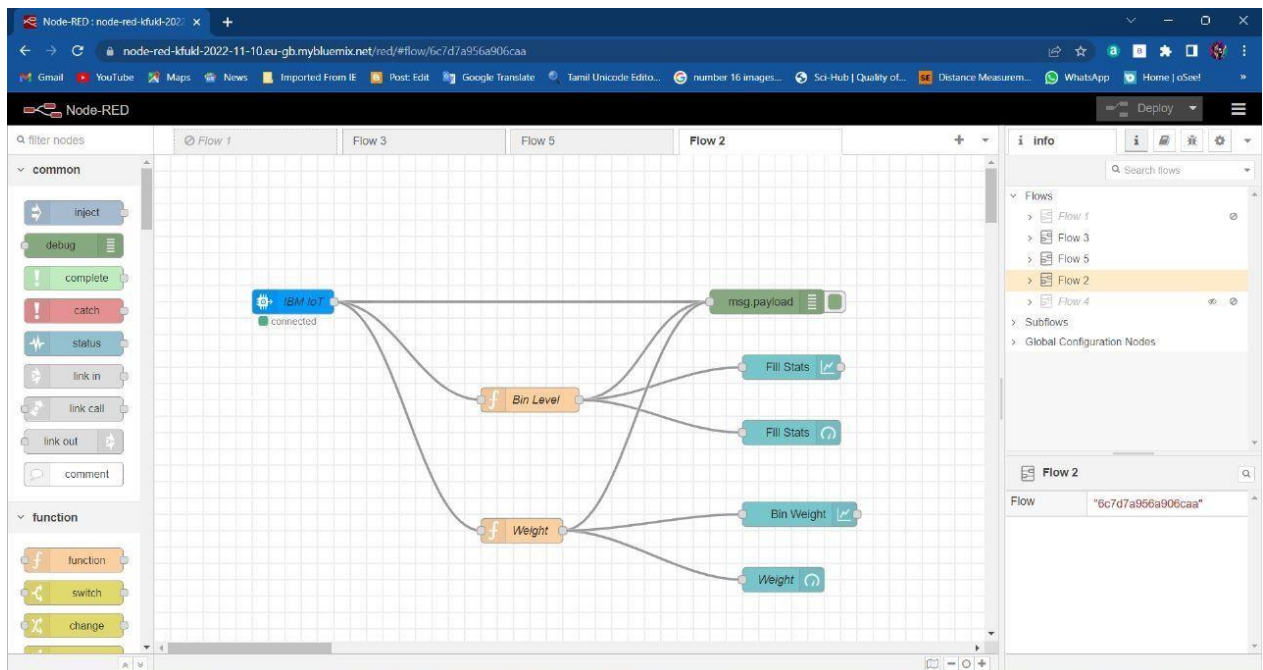 Node-RED : node-red-kfukl-2022
node-red-kfukl-2022-11-10.eu-gb.mybluemix.net/red/#flow/6c7d7a956a906caa
Gmail YouTube Maps News Imported From IE Post: Edit Google Translate Tamil Unicode Edito... number 16 images... Sci-Hub | Quality of... Distance Measurem... WhatsApp Home | oSee!
Node-RED Deploy
filter nodes Flow 1 Flow 3 Flow 5 Flow 2 info
Search flows
common
inject
debug
complete
catch
status
link in
link call
link out
comment
function
function
switch
change
IBM IoT
connected
msg.payload
Fill Stats
Bin Level
Fill Stats
Bin Weight
Weight
Weight
Flows
Flow 1
Flow 3
Flow 5
Flow 2
Flow 4
Subflows
Global Configuration Nodes
Flow 2
Flow "6c7d7a956a906caa"